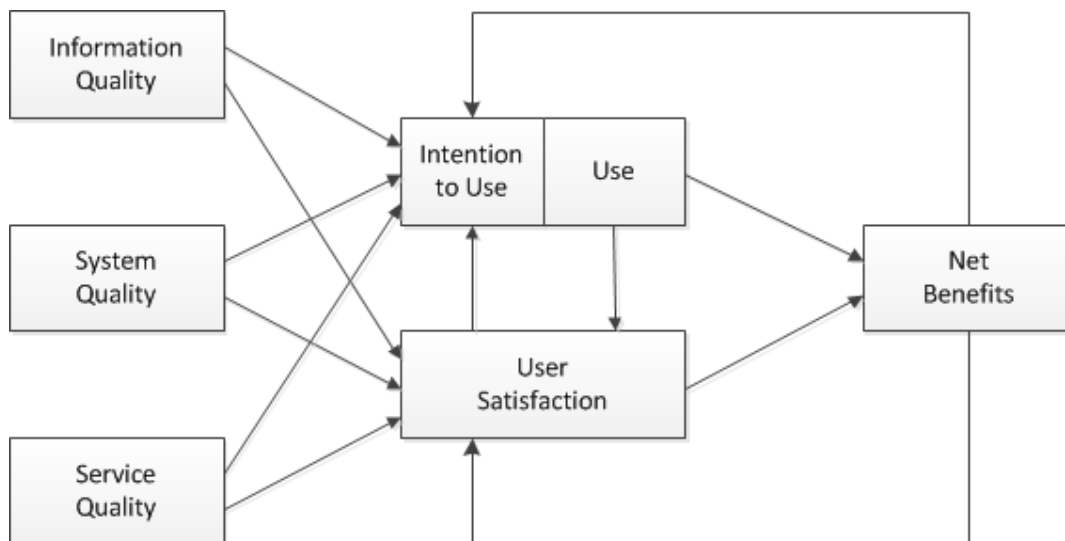 Information
Quality
System
Quality
Service
Quality
Intention
to Use
Use
User
Satisfaction
Net
Benefits